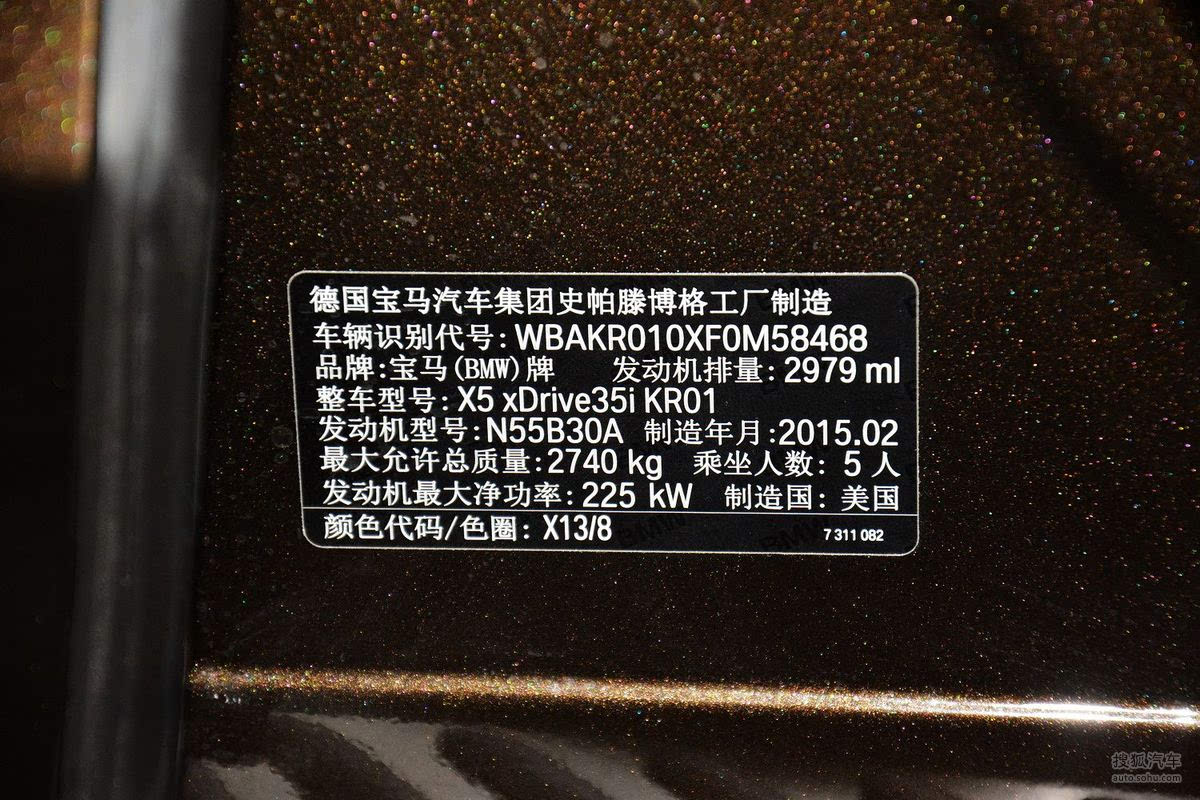 德国宝马汽车集团史帕滕博格工厂制造
车辆识别代号: WBAKR010XF0M58468
品牌:宝马(BMW)牌 发动机排量: 2979 ml
整车型号: X5 xDrive35i KR01
发动机型号: N55B30A 制造年月:2015.02
最大允许总质量:2740 kg 乘坐人数: 5 人
发动机最大净功率: 225 kW 制造国: 美国
颜色代码/色圈: X13/8 7 311 082
搜狐汽车
auto.sohu.com